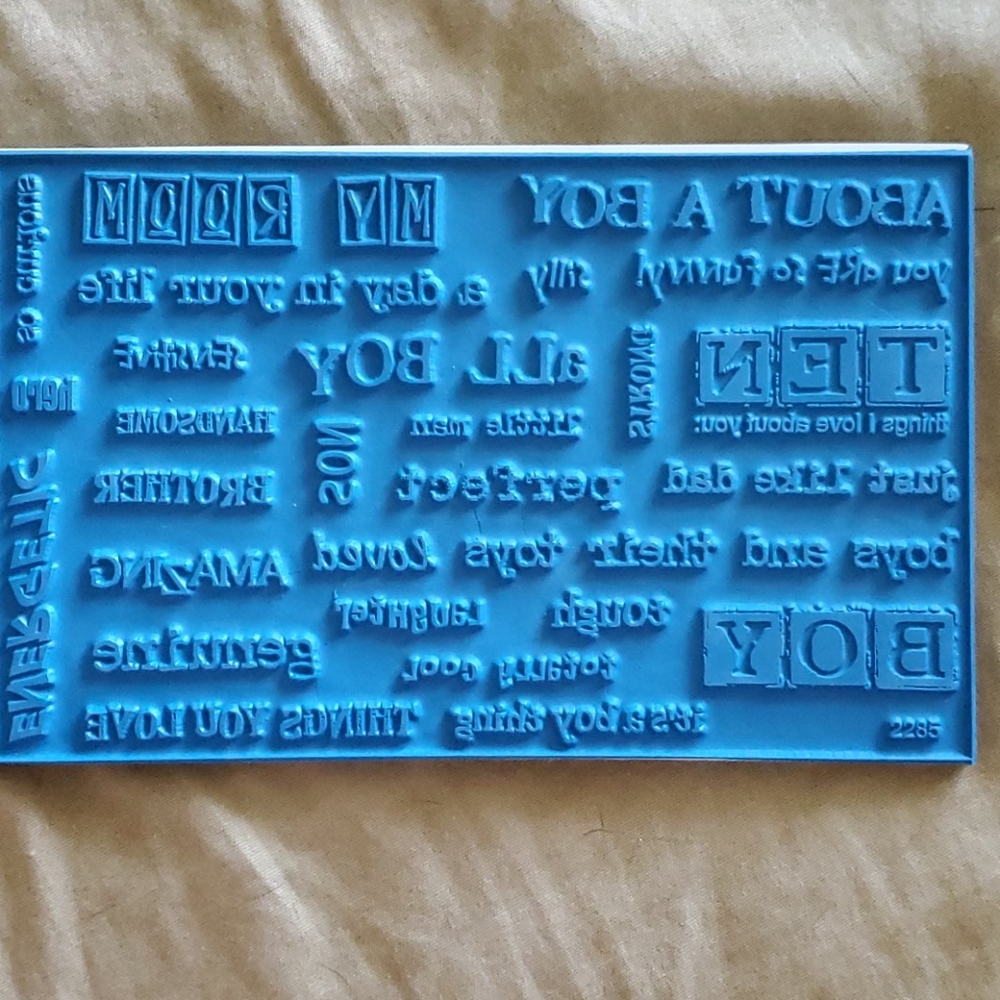 ABOUT A BOY
MY ROOM
so curious
you aRE so funny!
silly
a day in your life
TEN
things I love about you:
STRONG
aLL BOY
SENsitivE
hero
little man
SON
HANDSOME
just like dad
perfect
BROTHER
ENERGETIC
boys and their toys
loved
AMAZING
tough
LaughteR
BOY
totally cool
genuine
it's a boy thing
THINGS YOU LOVE
2285